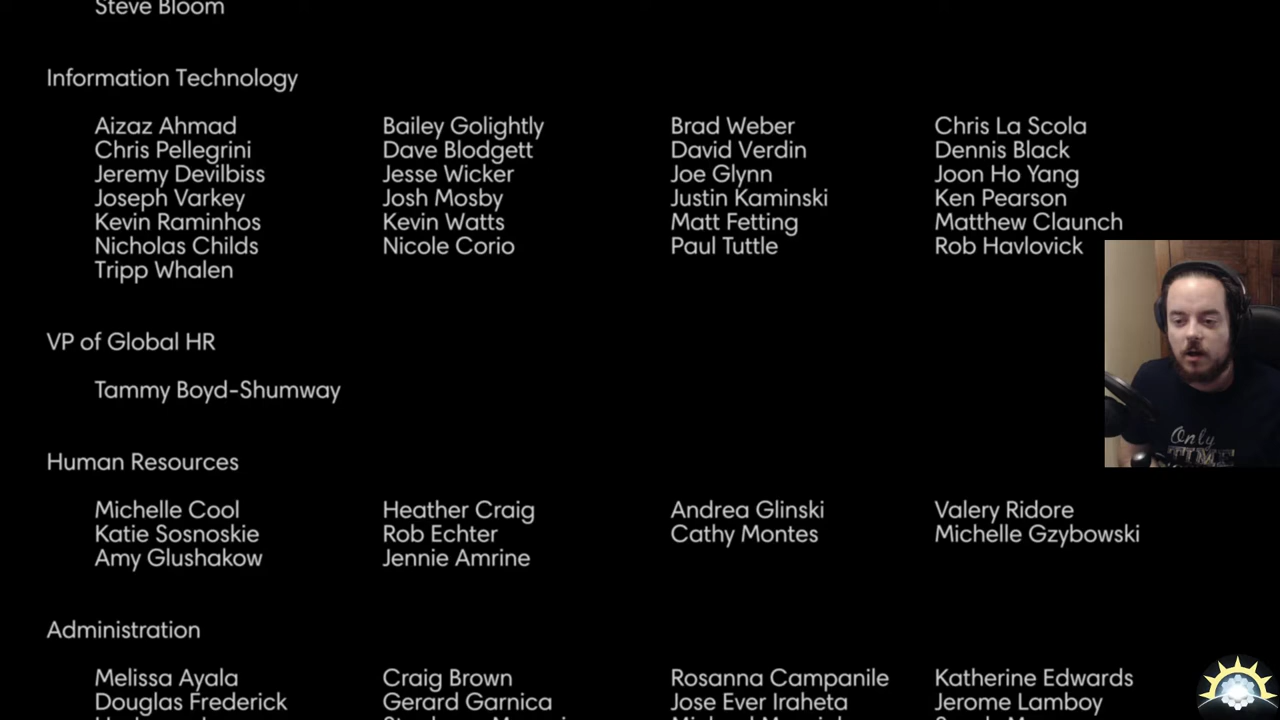 Steve Bloom
Information Technology
Aizaz Ahmad Bailey Golightly Brad Weber Chris La Scola
Chris Pellegrini Dave Blodgett David Verdin Dennis Black
Jeremy Devilbiss Jesse Wicker Joe Glynn Joon Ho Yang
Joseph Varkey Josh Mosby Justin Kaminski Ken Pearson
Kevin Raminhos Kevin Watts Matt Fetting Matthew Claunch
Nicholas Childs Nicole Corio Paul Tuttle Rob Havlovick
Tripp Whalen
VP of Global HR
Tammy Boyd-Shumway
Only
TIME
Human Resources
Michelle Cool Heather Craig Andrea Glinski Valery Ridore
Katie Sosnoskie Rob Echter Cathy Montes Michelle Gzybowski
Amy Glushakow Jennie Amrine
Administration
Melissa Ayala Craig Brown Rosanna Campanile Katherine Edwards
Douglas Frederick Gerard Garnica Jose Ever Iraheta Jerome Lamboy